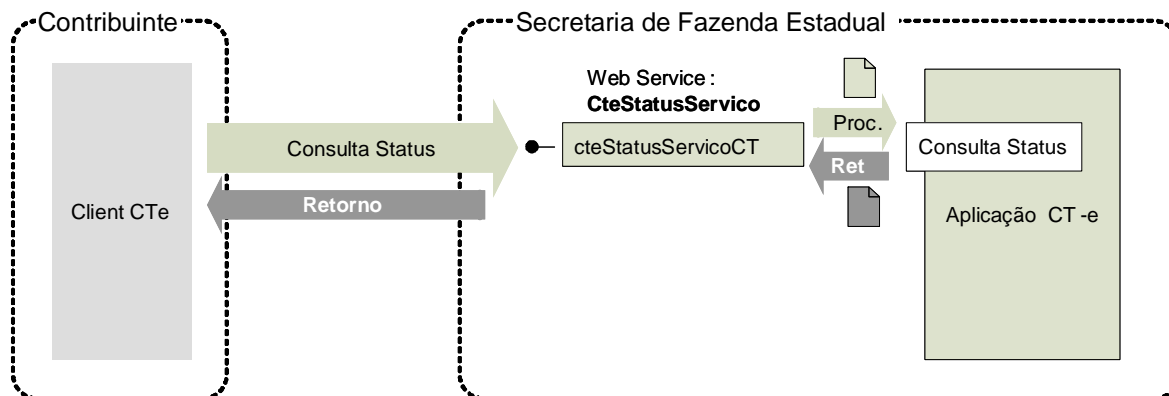 Contribuinte
Secretaria de Fazenda Estadual
Web Service :
CteStatusServico
Proc.
Consulta Status
cteStatusServicoCT
Consulta Status
Ret
Retorno
Client CTe
Aplicação CT -e